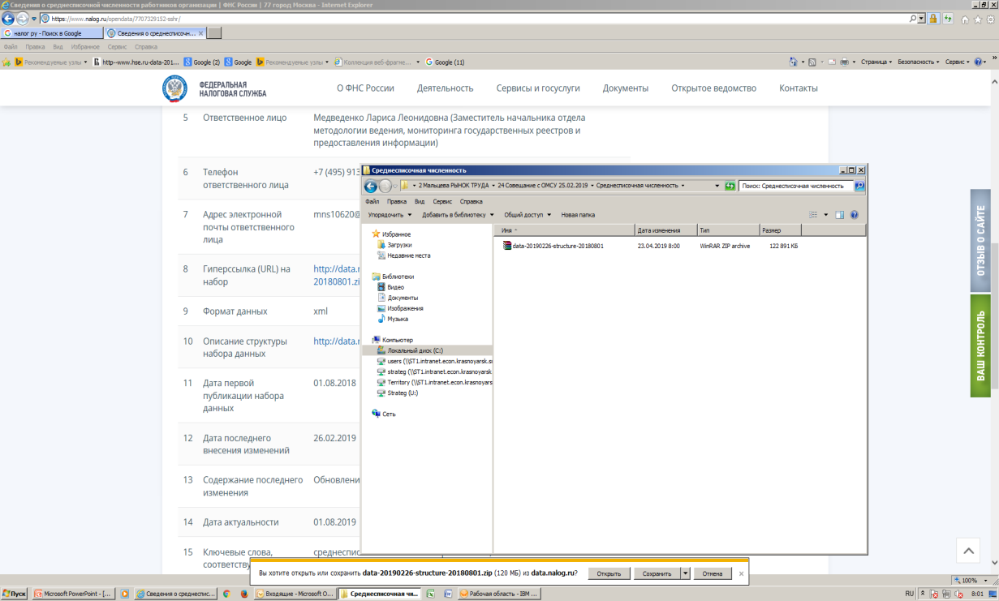 Сведения о среднесписочной численности работников организации | ФНС России | 77 город Москва - Internet Explorer
https://www.nalog.ru/opendata/7707329152-sshr/
налог ру - Поиск в Google
Сведения о среднесписочн...
Файл Правка Вид Избранное Сервис Справка
Рекомендуемые узлы http--www.hse.ru-data-201... Google (2) Google Рекомендуемые узлы Коллекция веб-фрагме... Google (11)
Страница Безопасность Сервис
ФЕДЕРАЛЬНАЯ
НАЛОГОВАЯ СЛУЖБА
О ФНС России Деятельность Сервисы и госуслуги Документы Открытое ведомство Контакты
5 Ответственное лицо Медведенко Лариса Леонидовна (Заместитель начальника отдела
методологии ведения, мониторинга государственных реестров и
предоставления информации)
6 Телефон +7 (495) 913
ответственного лица
7 Адрес электронной mns10620@
почты ответственного
лица
8 Гиперссылка (URL) на http://data.
набор 20180801.zi
9 Формат данных xml
10 Описание структуры http://data.
набора данных
11 Дата первой 01.08.2018
публикации набора
данных
12 Дата последнего 26.02.2019
внесения изменений
13 Содержание последнего Обновлени
изменения
14 Дата актуальности 01.08.2019
15 Ключевые слова, среднеспис
соответству
Среднесписочная численность
2 Мальцева РЫНОК ТРУДА 24 Совещание с ОМСУ 25.02.2019 Среднесписочная численность
Поиск: Среднесписочная численность
Файл Правка Вид Сервис Справка
Упорядочить Добавить в библиотеку Общий доступ Новая папка
Имя Дата изменения Тип Размер
data-20190226-structure-20180801 23.04.2019 8:00 WinRAR ZIP archive 122 891 КБ
Избранное
Загрузки
Недавние места
Библиотеки
Видео
Документы
Изображения
Музыка
Компьютер
Локальный диск (C:)
users (\\ST1.intranet.econ.krasnoyarsk.s
strateg (\\ST1.intranet.econ.krasnoyarsk
Territory (\\ST1.intranet.econ.krasnoyars
Strateg (U:)
Сеть
ОТЗЫВ О САЙТЕ
ВАШ КОНТРОЛЬ
Вы хотите открыть или сохранить data-20190226-structure-20180801.zip (120 МБ) из data.nalog.ru?
Открыть Сохранить Отмена
100%
Пуск Microsoft PowerPoint - [... Сведения о среднеспис... Входящие - Microsoft O... Среднесписочная чи... Рабочая область - IBM ...
RU 8:01